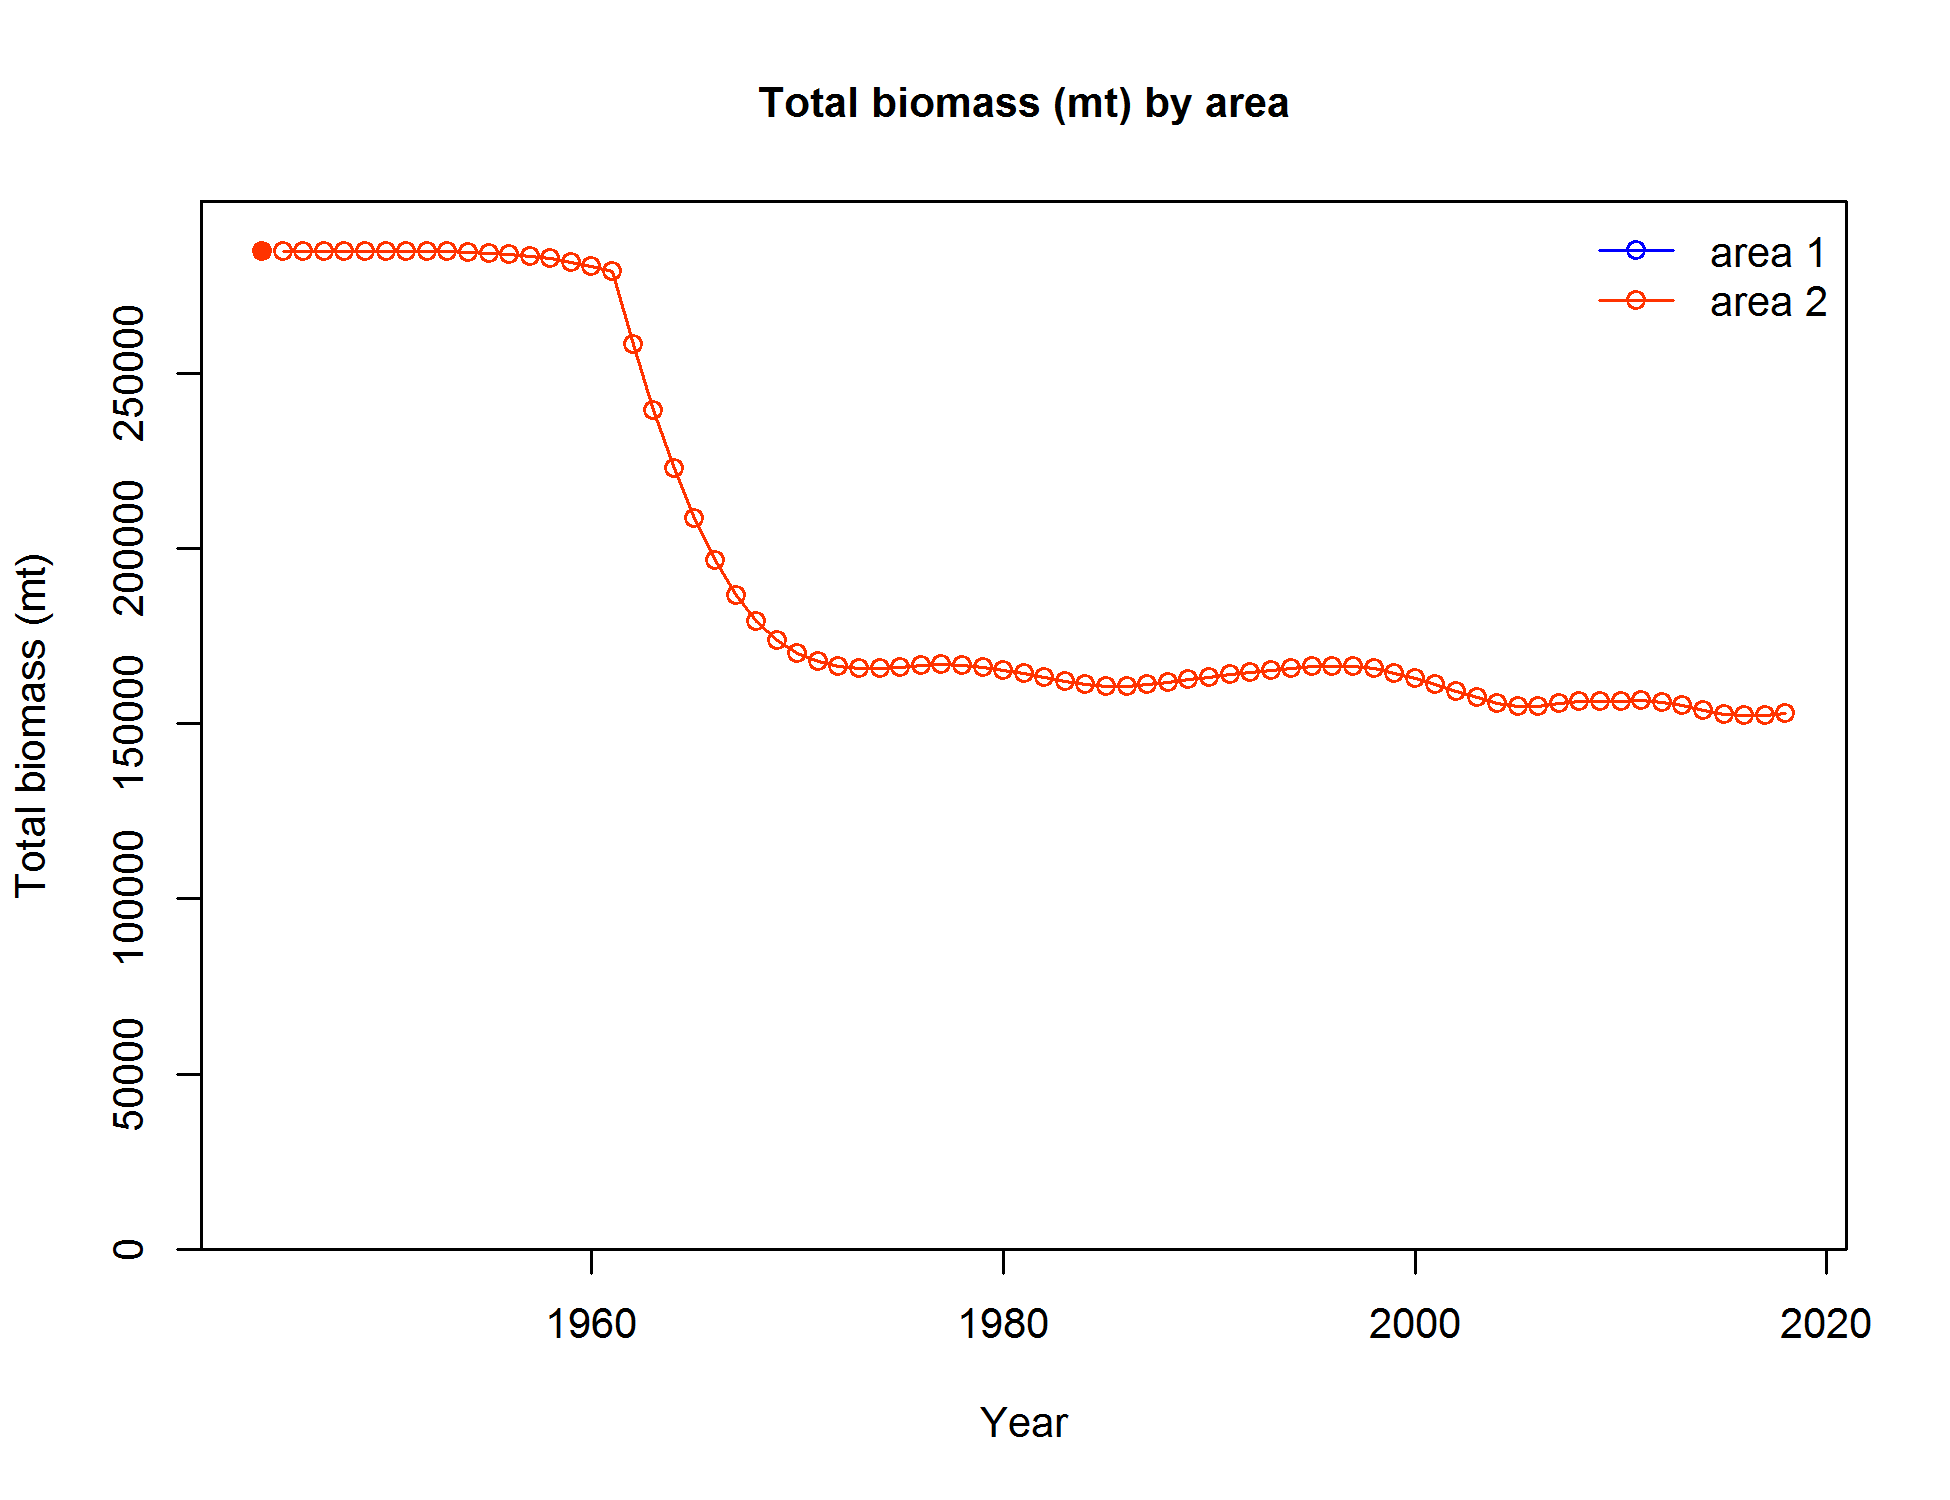 Total biomass (mt) by area
area 1
area 2
Total biomass (mt)
250000
200000
150000
100000
50000
0
1960
1980
2000
2020
Year